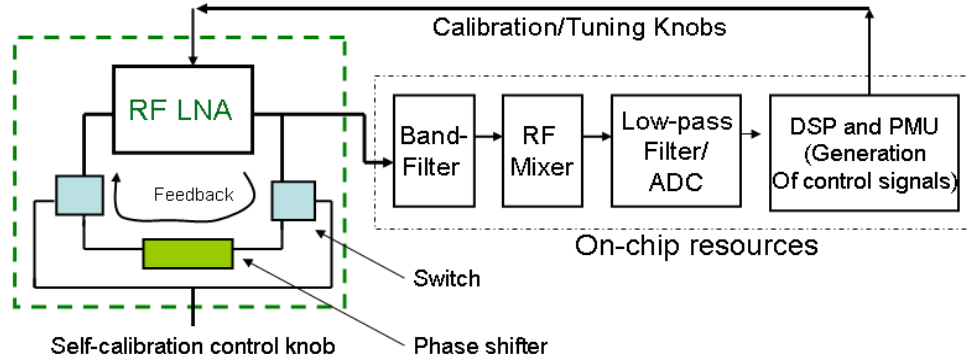 Calibration/Tuning Knobs
RF LNA
Feedback
Band-
Filter
RF
Mixer
Low-pass
Filter/
ADC
DSP and PMU
(Generation
Of control signals)
On-chip resources
Switch
Self-calibration control knob
Phase shifter